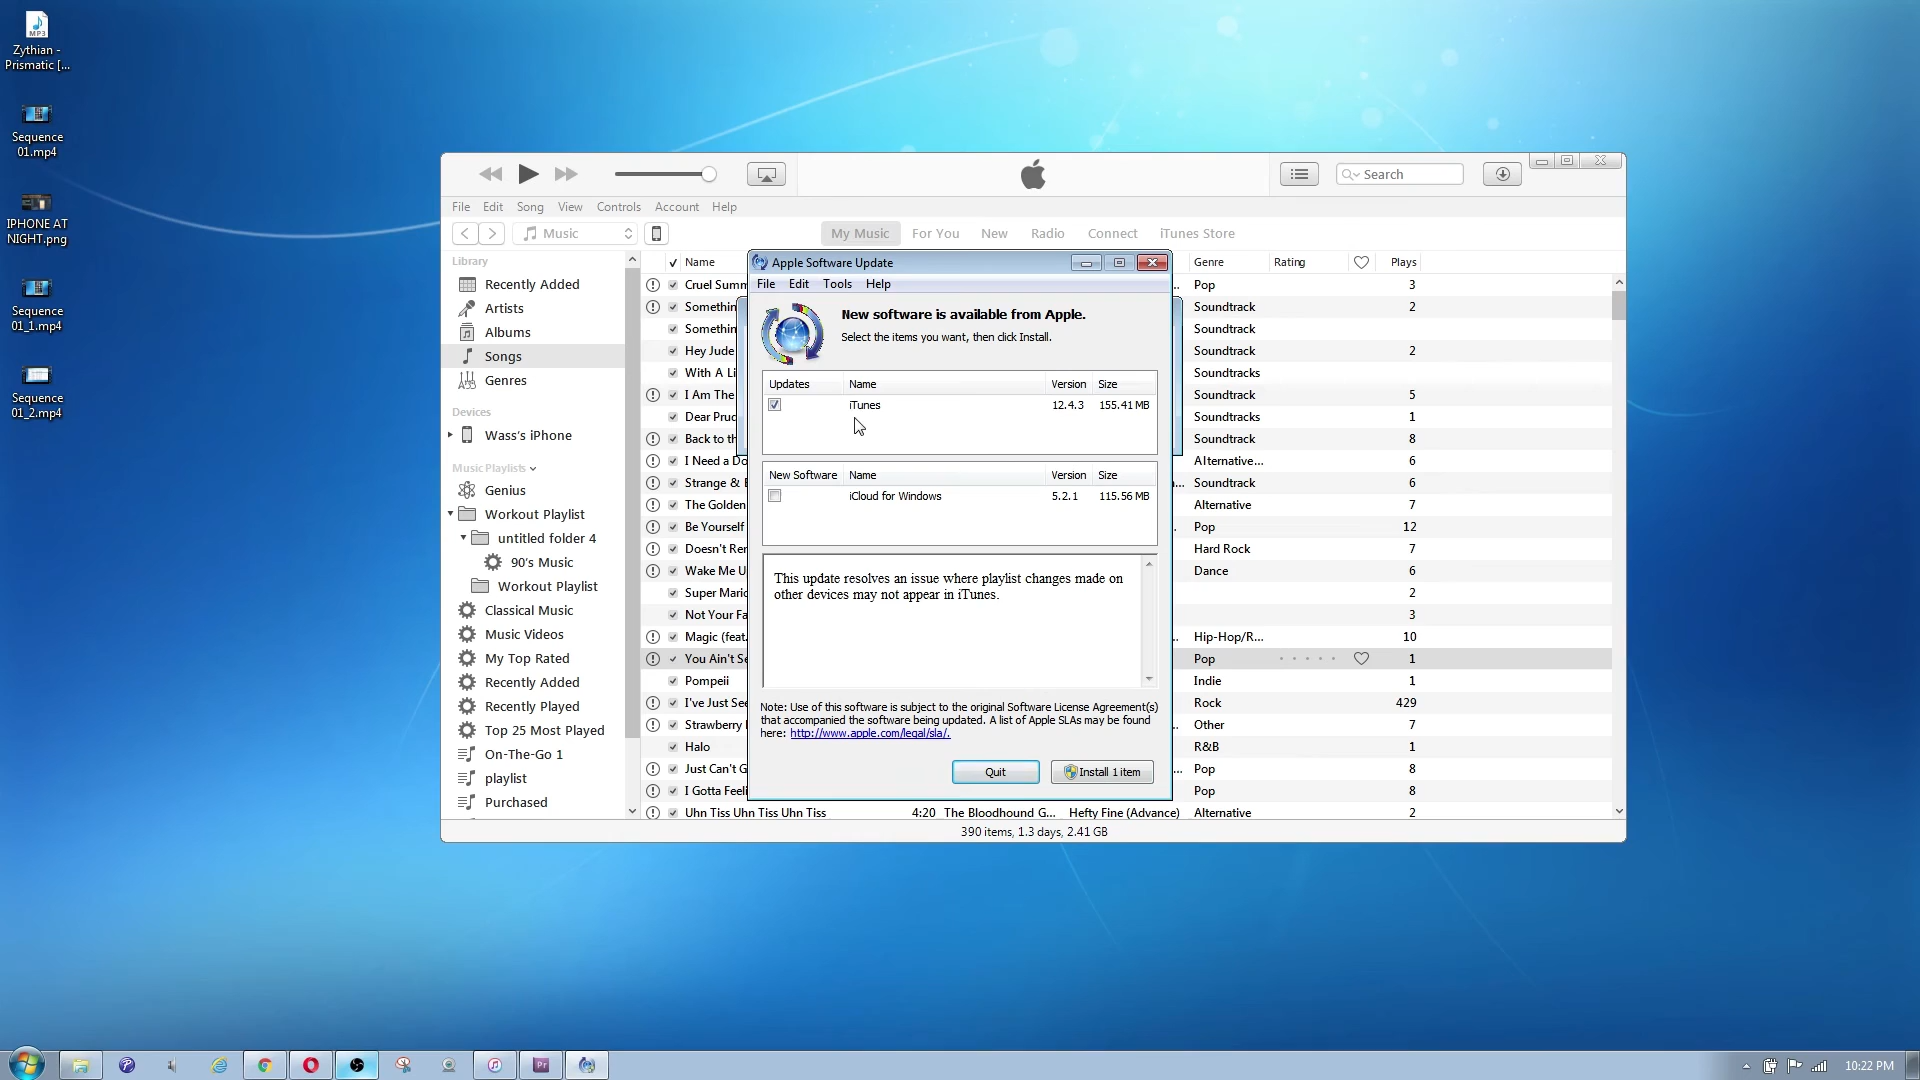 Zythian -
Prismatic [...
Sequence
01.mp4
IPHONE AT
NIGHT.png
Sequence
01_1.mp4
Sequence
01_2.mp4
Search
File Edit Song View Controls Account Help
Music
My Music For You New Radio Connect iTunes Store
Library
Recently Added
Artists
Albums
Songs
Genres
Devices
Wass's iPhone
Music Playlists
Genius
Workout Playlist
untitled folder 4
90's Music
Workout Playlist
Classical Music
Music Videos
My Top Rated
Recently Added
Recently Played
Top 25 Most Played
On-The-Go 1
playlist
Purchased
Name Genre Rating Plays
Cruel Summ Pop 3
Somethin Soundtrack 2
Somethin Soundtrack
Hey Jude Soundtrack 2
With A Li Soundtracks
I Am The Soundtrack 5
Dear Pruc Soundtracks 1
Back to th Soundtrack 8
I Need a Do Alternative... 6
Strange & E ... Soundtrack 6
The Golden Alternative 7
Be Yourself Pop 12
Doesn't Rer Hard Rock 7
Wake Me U Dance 6
Super Mario 2
Not Your Fa 3
Magic (feat. Hip-Hop/R... 10
You Ain't Se Pop 1
Pompeii Indie 1
I've Just See Rock 429
Strawberry Other 7
Halo R&B 1
Just Can't G ... Pop 8
I Gotta Feeli Pop 8
Uhn Tiss Uhn Tiss Uhn Tiss 4:20 The Bloodhound G... Hefty Fine (Advance) Alternative 2
390 items, 1.3 days, 2.41 GB
Apple Software Update
File Edit Tools Help
New software is available from Apple.
Select the items you want, then click Install.
Updates Name Version Size
iTunes 12.4.3 155.41 MB
New Software Name Version Size
iCloud for Windows 5.2.1 115.56 MB
This update resolves an issue where playlist changes made on
other devices may not appear in iTunes.
Note: Use of this software is subject to the original Software License Agreement(s)
that accompanied the software being updated. A list of Apple SLAs may be found
here: http://www.apple.com/legal/sla/.
Quit Install 1 item
Pr
10:22 PM